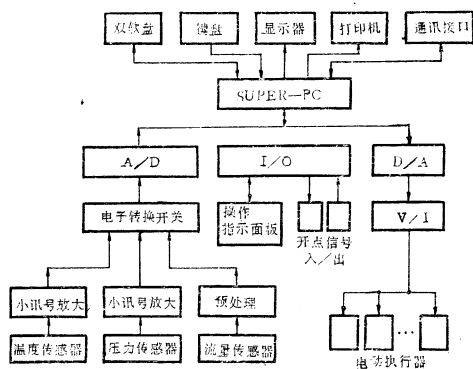 双软盘 键盘 显示器 打印机 通讯接口
SUPER—PC
A/D I/O D/A
电子转换开关 操作 V/I
指示面板 开点信号
入/出
小讯号放大 小讯号放大 预处理
温度传感器 压力传感器 流量传感器 …
电动执行器